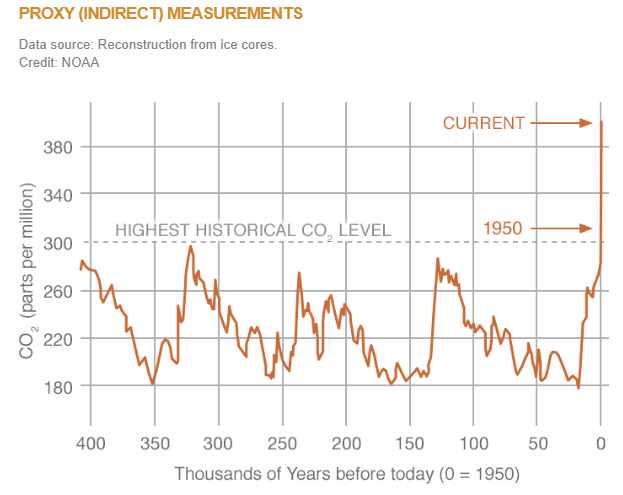 PROXY (INDIRECT) MEASUREMENTS
Data source: Reconstruction from ice cores.
Credit: NOAA
CURRENT
380
340
HIGHEST HISTORICAL CO₂ LEVEL
1950
300
260
220
180
CO₂ (parts per million)
400 350 300 250 200 150 100 50 0
Thousands of Years before today (0 = 1950)